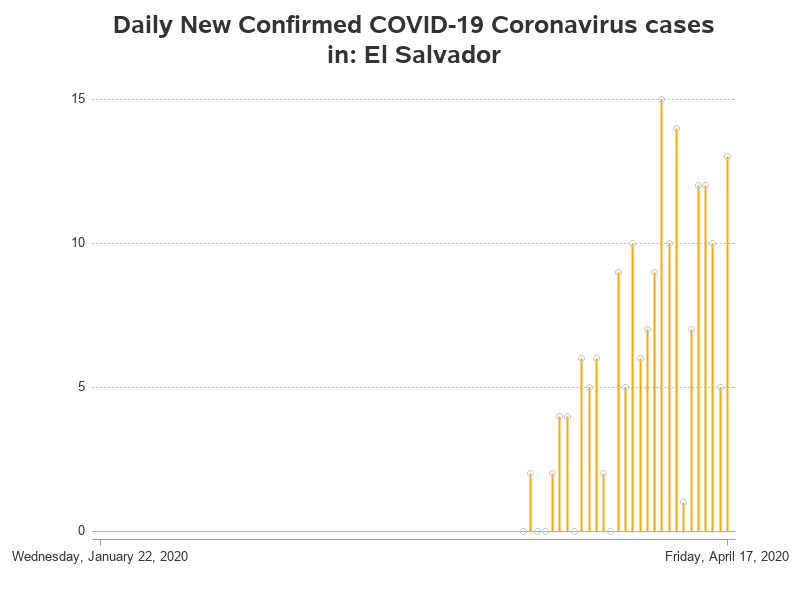 Daily New Confirmed COVID-19 Coronavirus cases
in: El Salvador
15
10
5
0
Wednesday, January 22, 2020
Friday, April 17, 2020